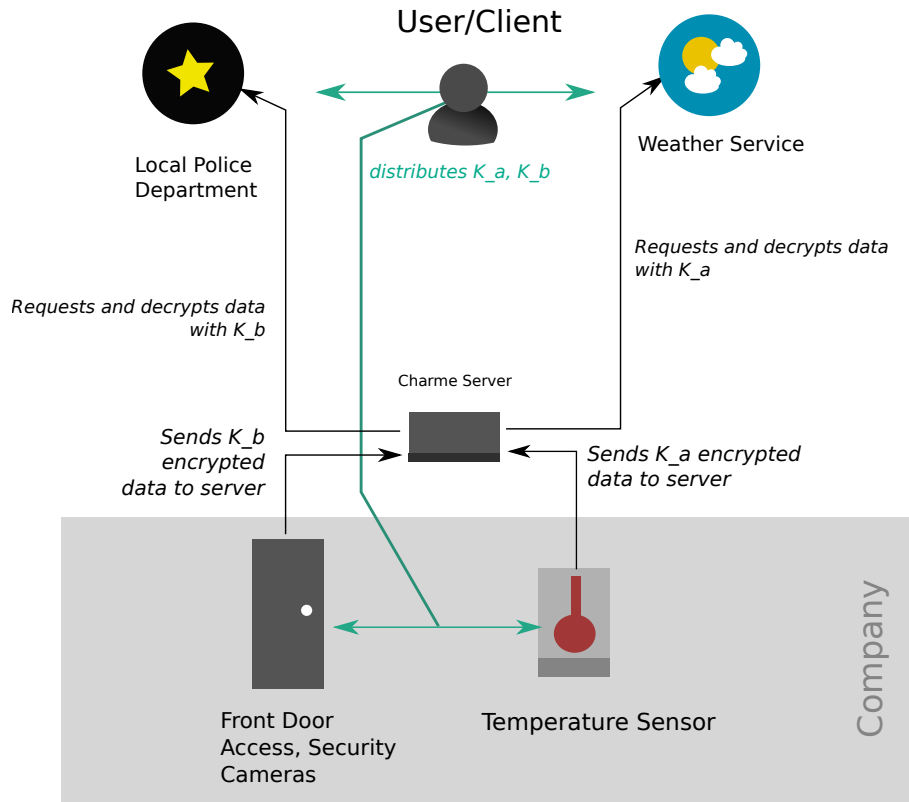 User/Client
Local Police
Department
Weather Service
distributes K_a, K_b
Requests and decrypts data
with K_a
Requests and decrypts data
with K_b
Charme Server
Sends K_b
encrypted
data to server
Sends K_a encrypted
data to server
Company
Front Door
Access, Security
Cameras
Temperature Sensor